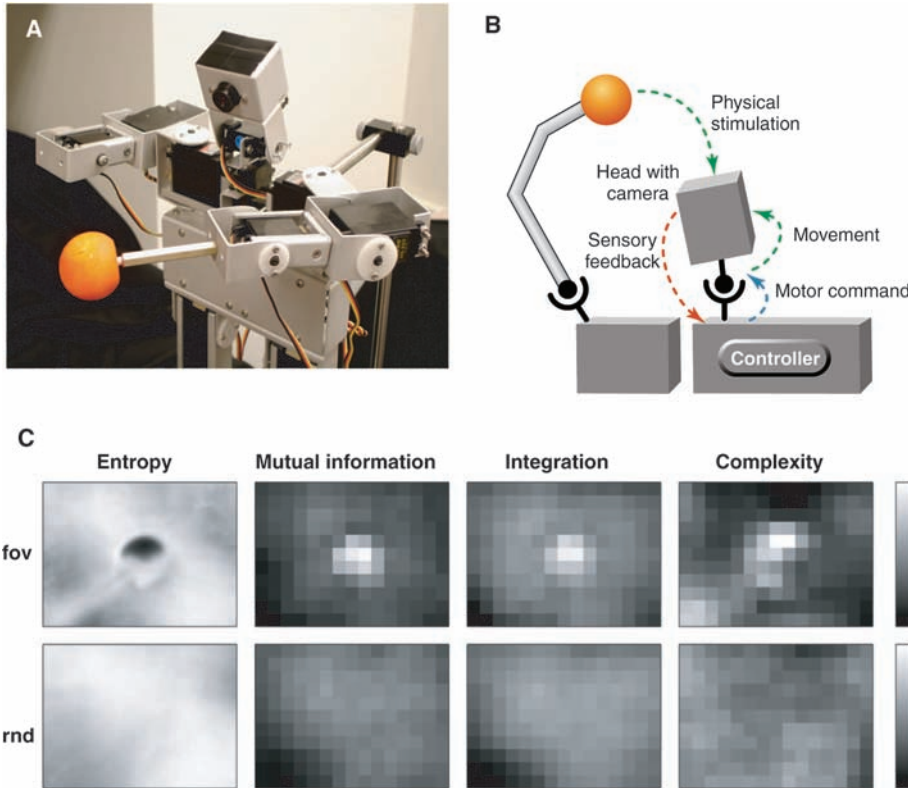 A
B
Physical
stimulation
Head with
camera
Sensory
feedback
Movement
Motor command
Controller
C
Entropy Mutual information Integration Complexity
fov
rnd